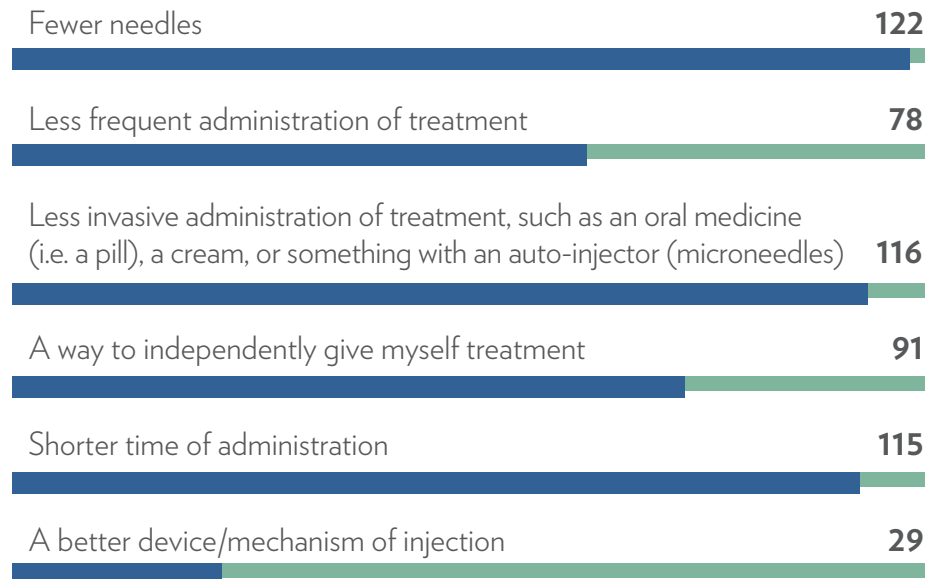 Fewer needles 122
Less frequent administration of treatment 78
Less invasive administration of treatment, such as an oral medicine
(i.e. a pill), a cream, or something with an auto-injector (microneedles) 116
A way to independently give myself treatment 91
Shorter time of administration 115
A better device/mechanism of injection 29